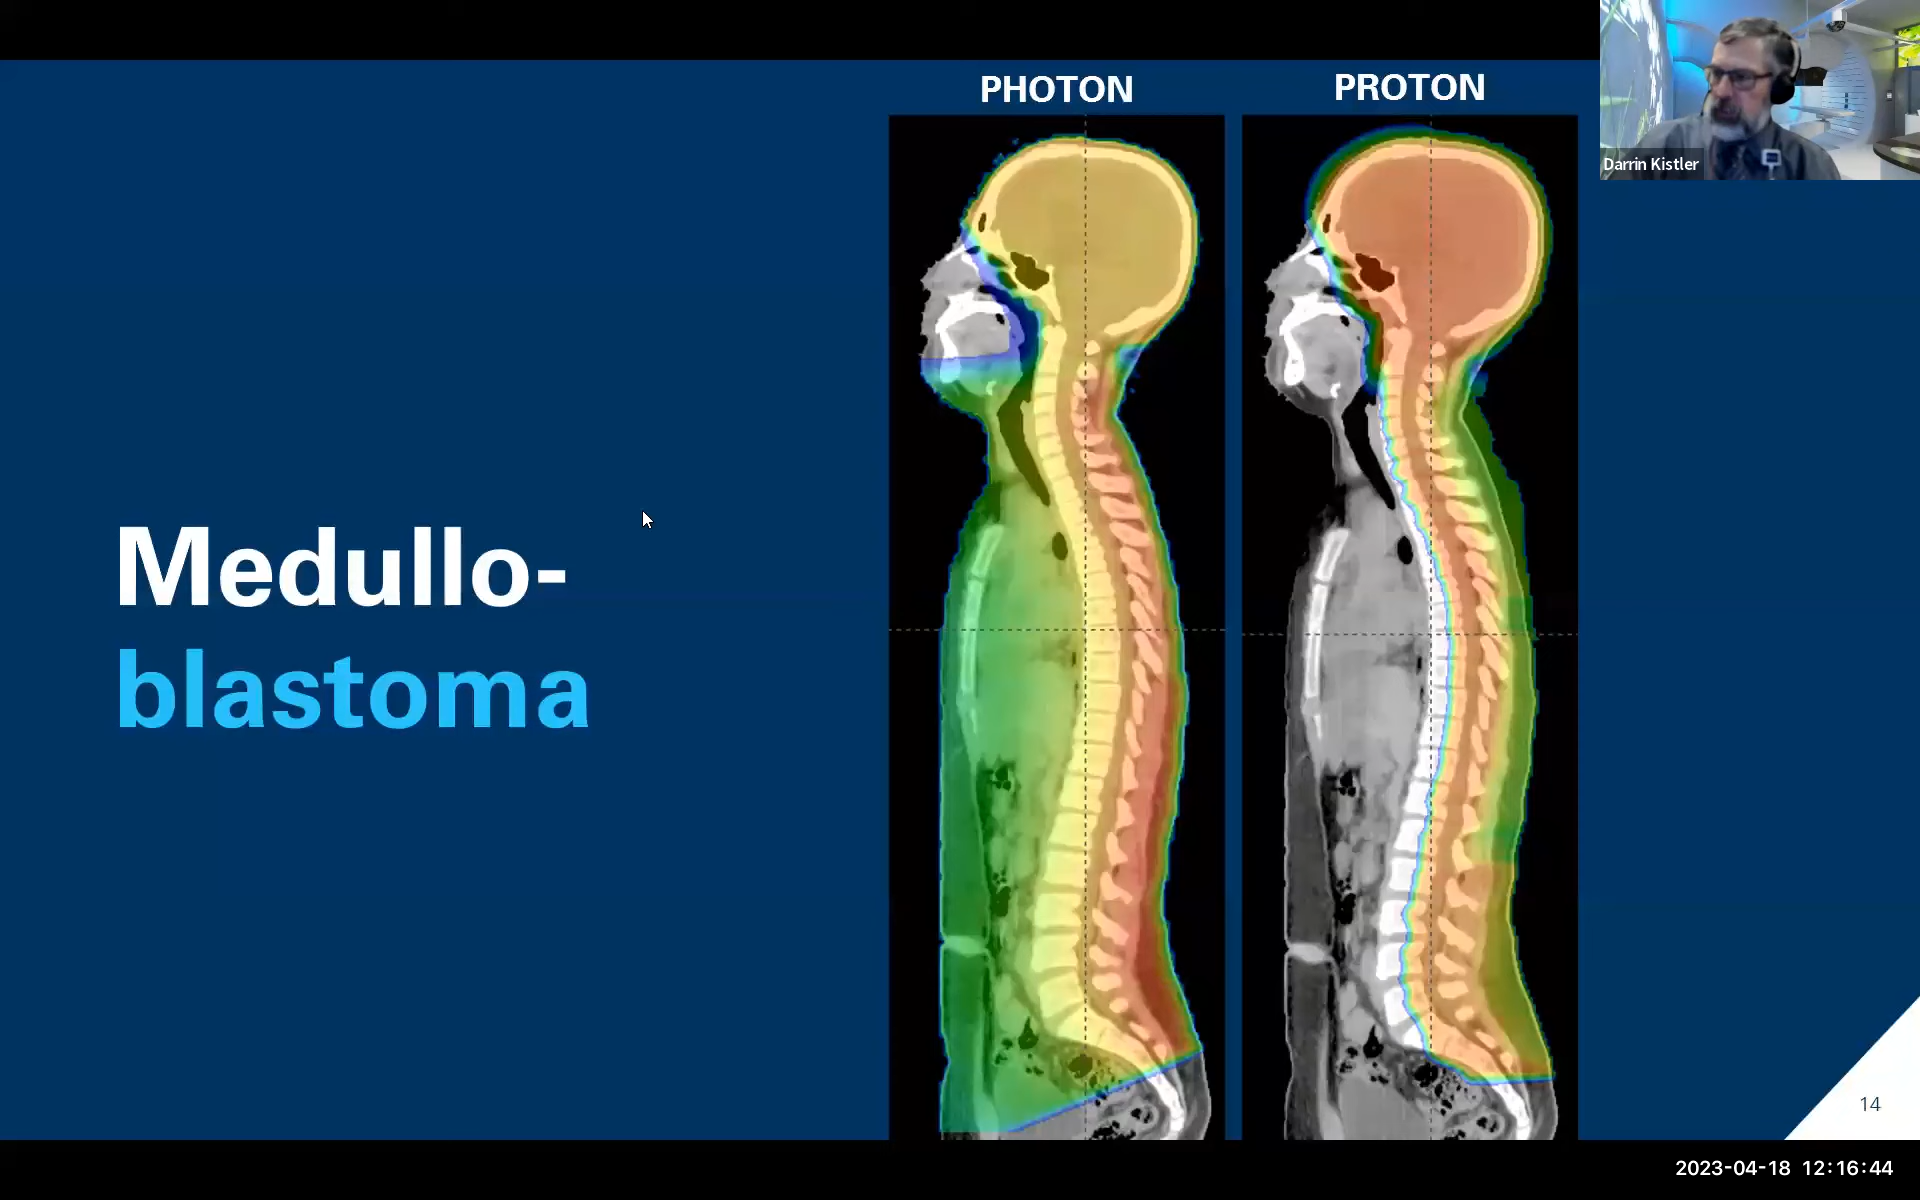 PHOTON
PROTON
Darrin Kistler
Medullo-
blastoma
14
2023-04-18 12:16:44